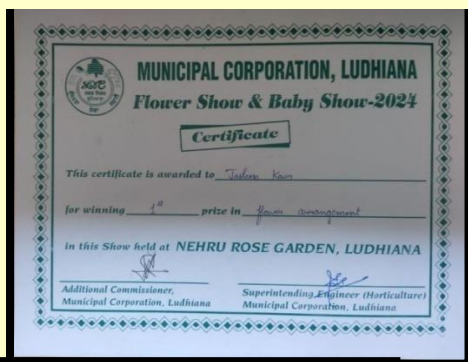 MUNICIPAL CORPORATION, LUDHIANA
Flower Show & Baby Show-2024
Certificate
This certificate is awarded to Kaur
for winning 1st prize in flower arrangement
in this Show held at NEHRU ROSE GARDEN, LUDHIANA
Additional Commissioner,
Municipal Corporation, Ludhiana
Superintending Engineer (Horticulture)
Municipal Corporation, Ludhiana